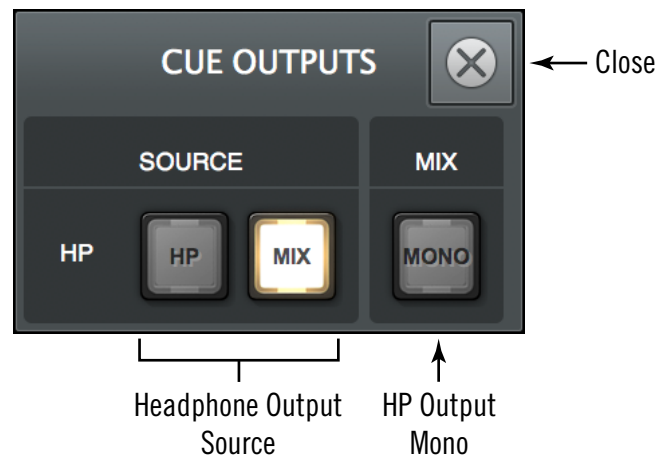 CUE OUTPUTS
Close
SOURCE
MIX
HP
HP
MIX
MONO
Headphone Output
Source
HP Output
Mono